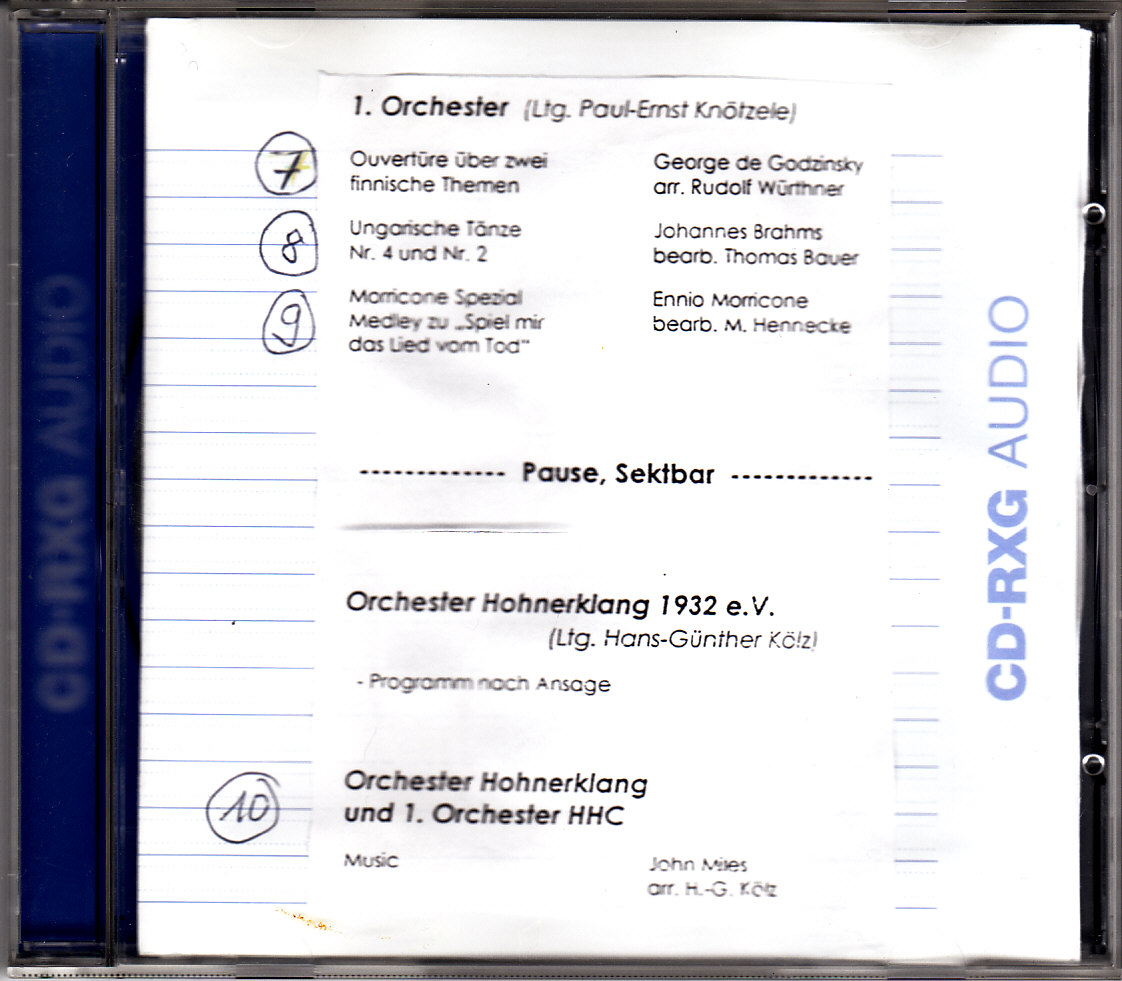 1. Orchester (Ltg. Paul-Ernst Knötzele)
7 Ouvertüre über zwei George de Godzinsky
finnische Themen arr. Rudolf Würthner
8 Ungarische Tänze Johannes Brahms
Nr. 4 und Nr. 2 bearb. Thomas Bauer
9 Morricone Spezial Ennio Morricone
Medley zu „Spiel mir bearb. M. Hennecke
das Lied vom Tod"
------------- Pause, Sektbar -------------
Orchester Hohnerklang 1932 e.V.
(Ltg. Hans-Günther Kölz)
- Programm nach Ansage
10 Orchester Hohnerklang
und 1. Orchester HHC
Music John Miles
arr. H.-G. Kölz
CD-RXG AUDIO
CD-RXG AUDIO